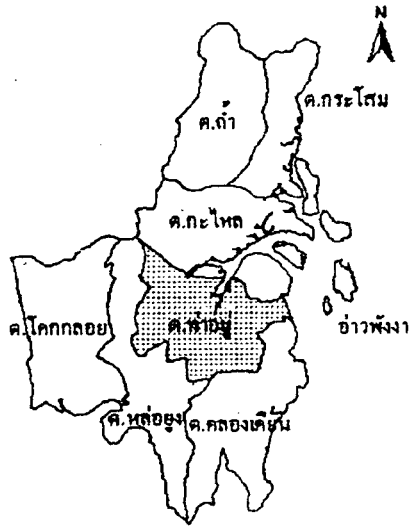 N
ต.กระโสม
ต.ถ้ำ
ต.กะไหล
ต.โคกกลอย
ต.ท่าอยู่
อ่าวพังงา
ต.หล่อยูง
ต.คลองเคียน